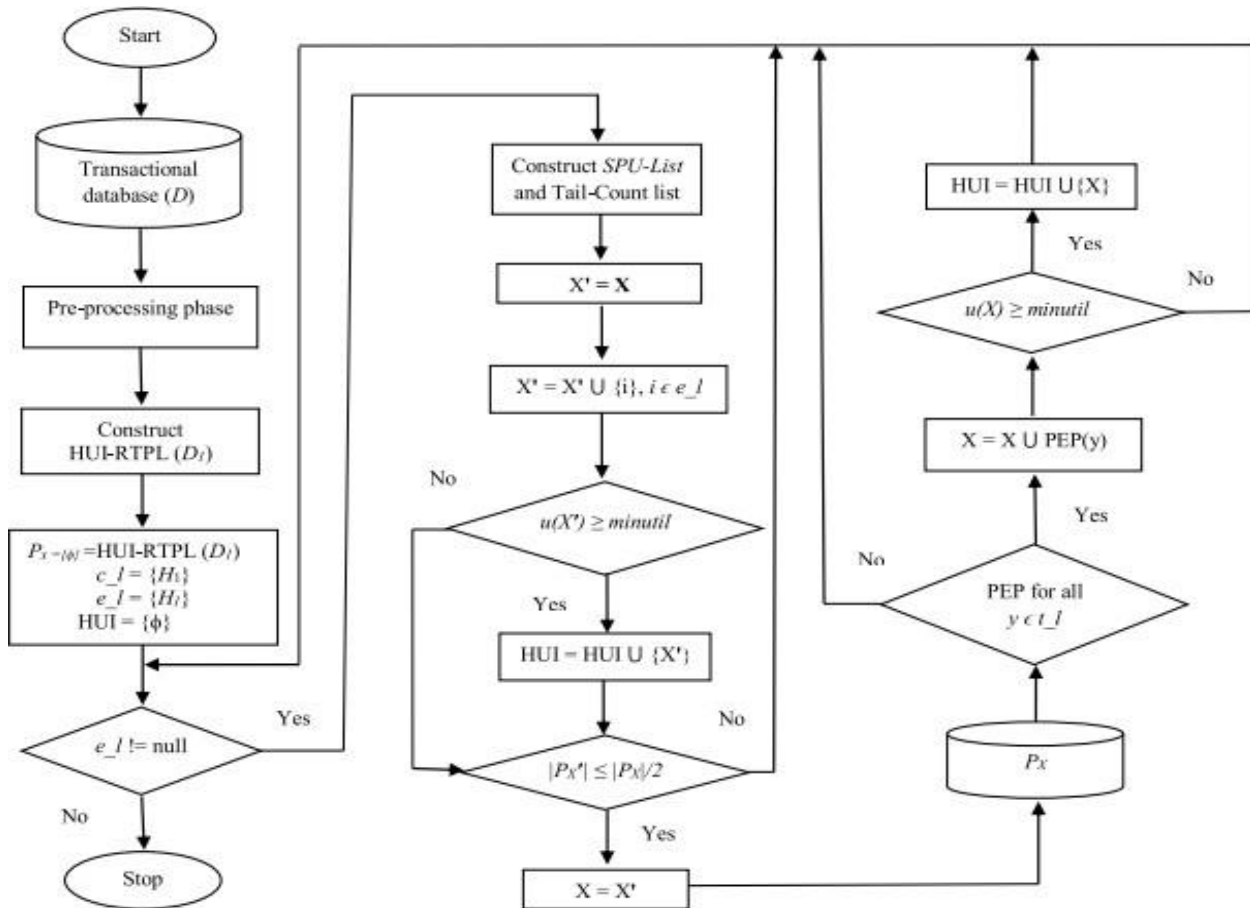 Start
Transactional
database (D)
Pre-processing phase
Construct
HUI-RTPL (D₁)
Pₓ ₌{ϕ} =HUI-RTPL (D₁)
c_l = {H₁}
e_l = {H₁}
HUI = {ϕ}
e_l != null
Yes
No
Stop
Construct SPU-List
and Tail-Count list
X' = X
X' = X' ∪ {i}, i ϵ e_l
No
u(X') ≥ minutil
Yes
HUI = HUI ∪ {X'}
No
|Pₓ'| ≤ |Pₓ|/2
Yes
X = X'
HUI = HUI ∪{X}
Yes
No
u(X) ≥ minutil
X = X ∪ PEP(y)
Yes
No
PEP for all
y ϵ t_l
Pₓ